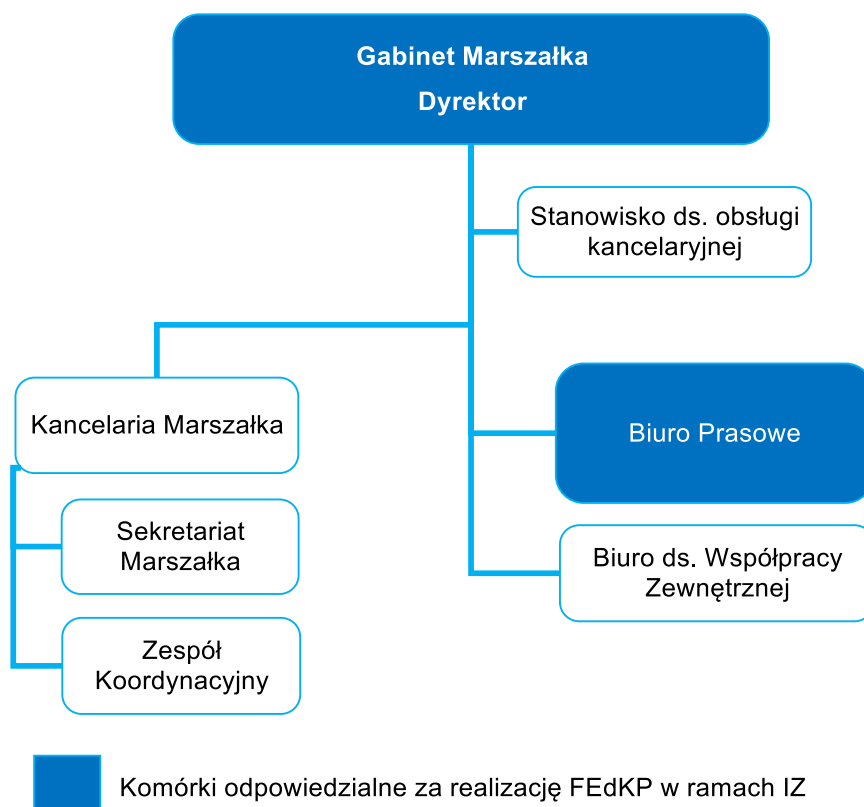 Gabinet Marszałka
Dyrektor
Stanowisko ds. obsługi
kancelaryjnej
Kancelaria Marszałka
Biuro Prasowe
Sekretariat
Marszałka
Biuro ds. Współpracy
Zewnętrznej
Zespół
Koordynacyjny
Komórki odpowiedzialne za realizację FEdKP w ramach IZ